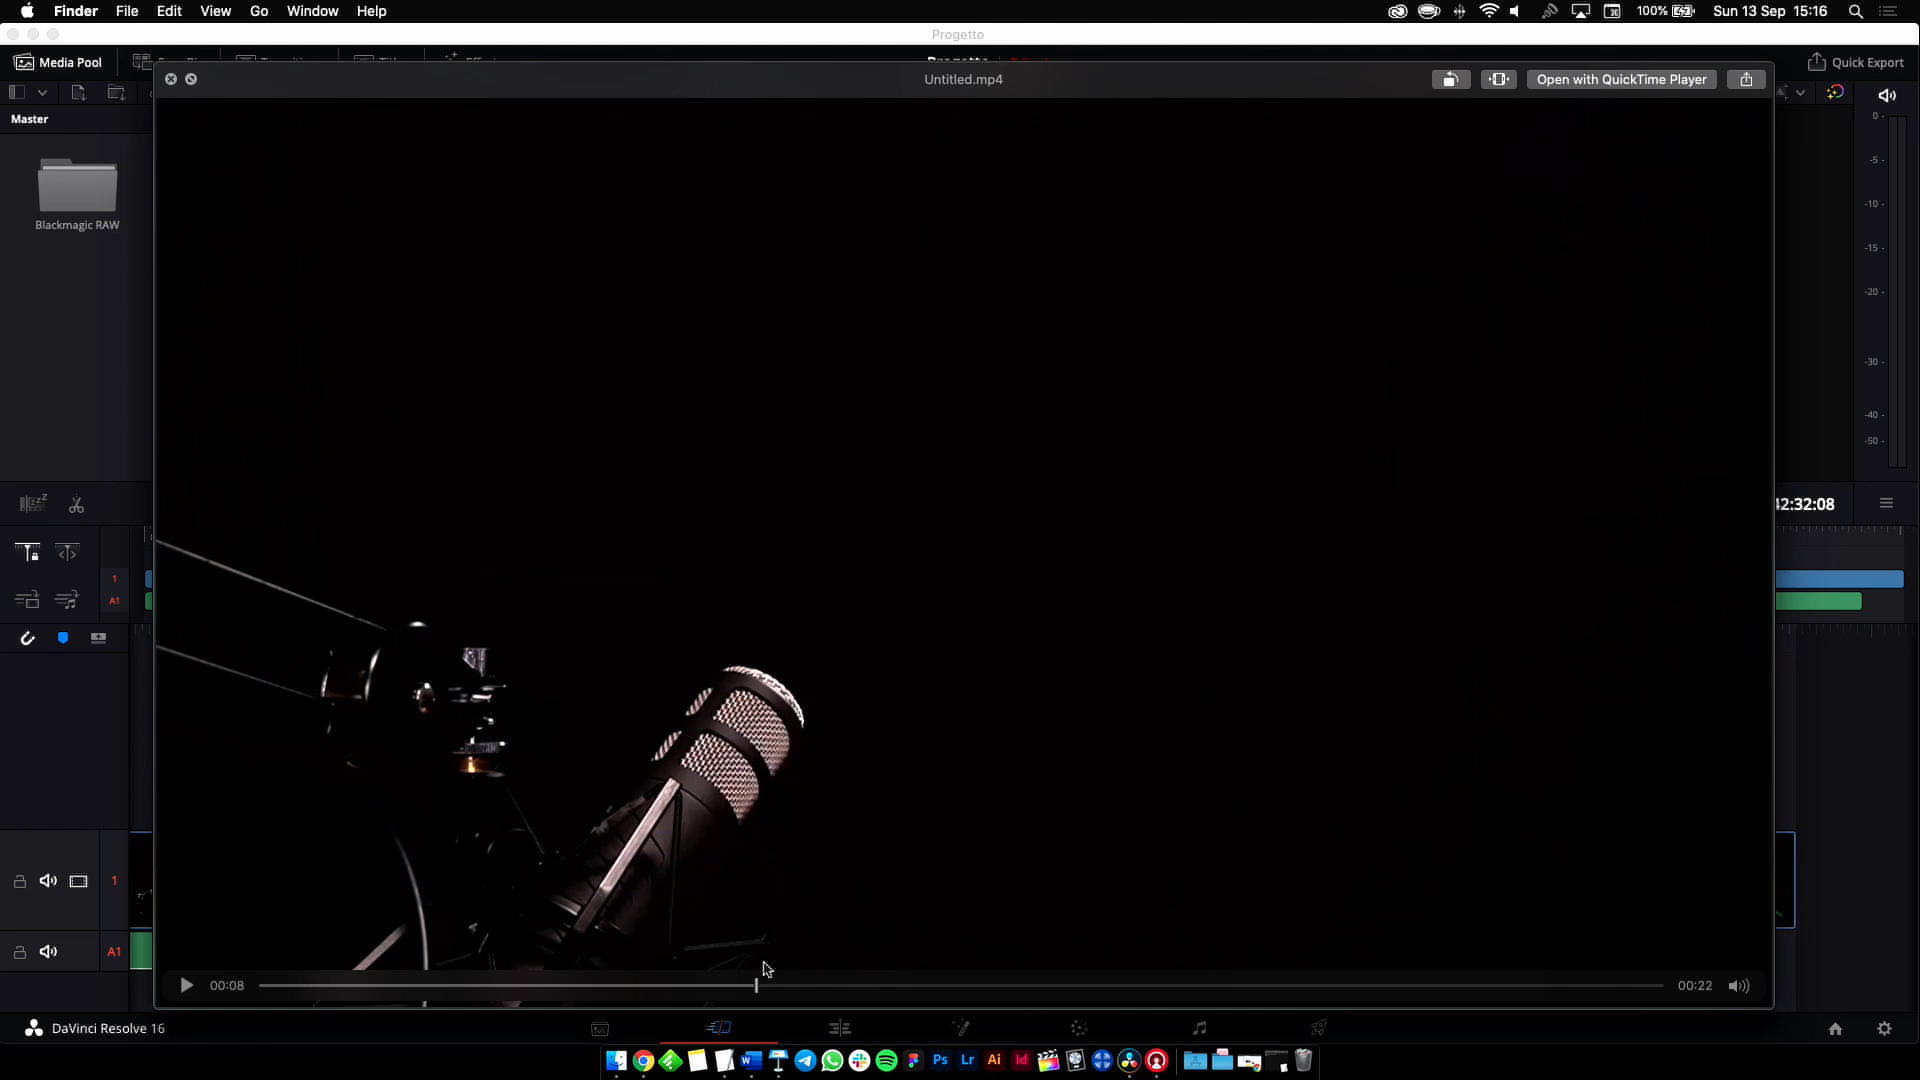 Finder File Edit View Go Window Help 100% Sun 13 Sep 15:16
Progetto
Media Pool Quick Export
Untitled.mp4 Open with QuickTime Player
Master
Blackmagic RAW
0 -
-5 -
-10 -
-15 -
-20 -
-30 -
-40 -
-50 -
42:32:08
1
A1
1
A1
00:08 00:22
DaVinci Resolve 16
W Ps Lr Ai Id